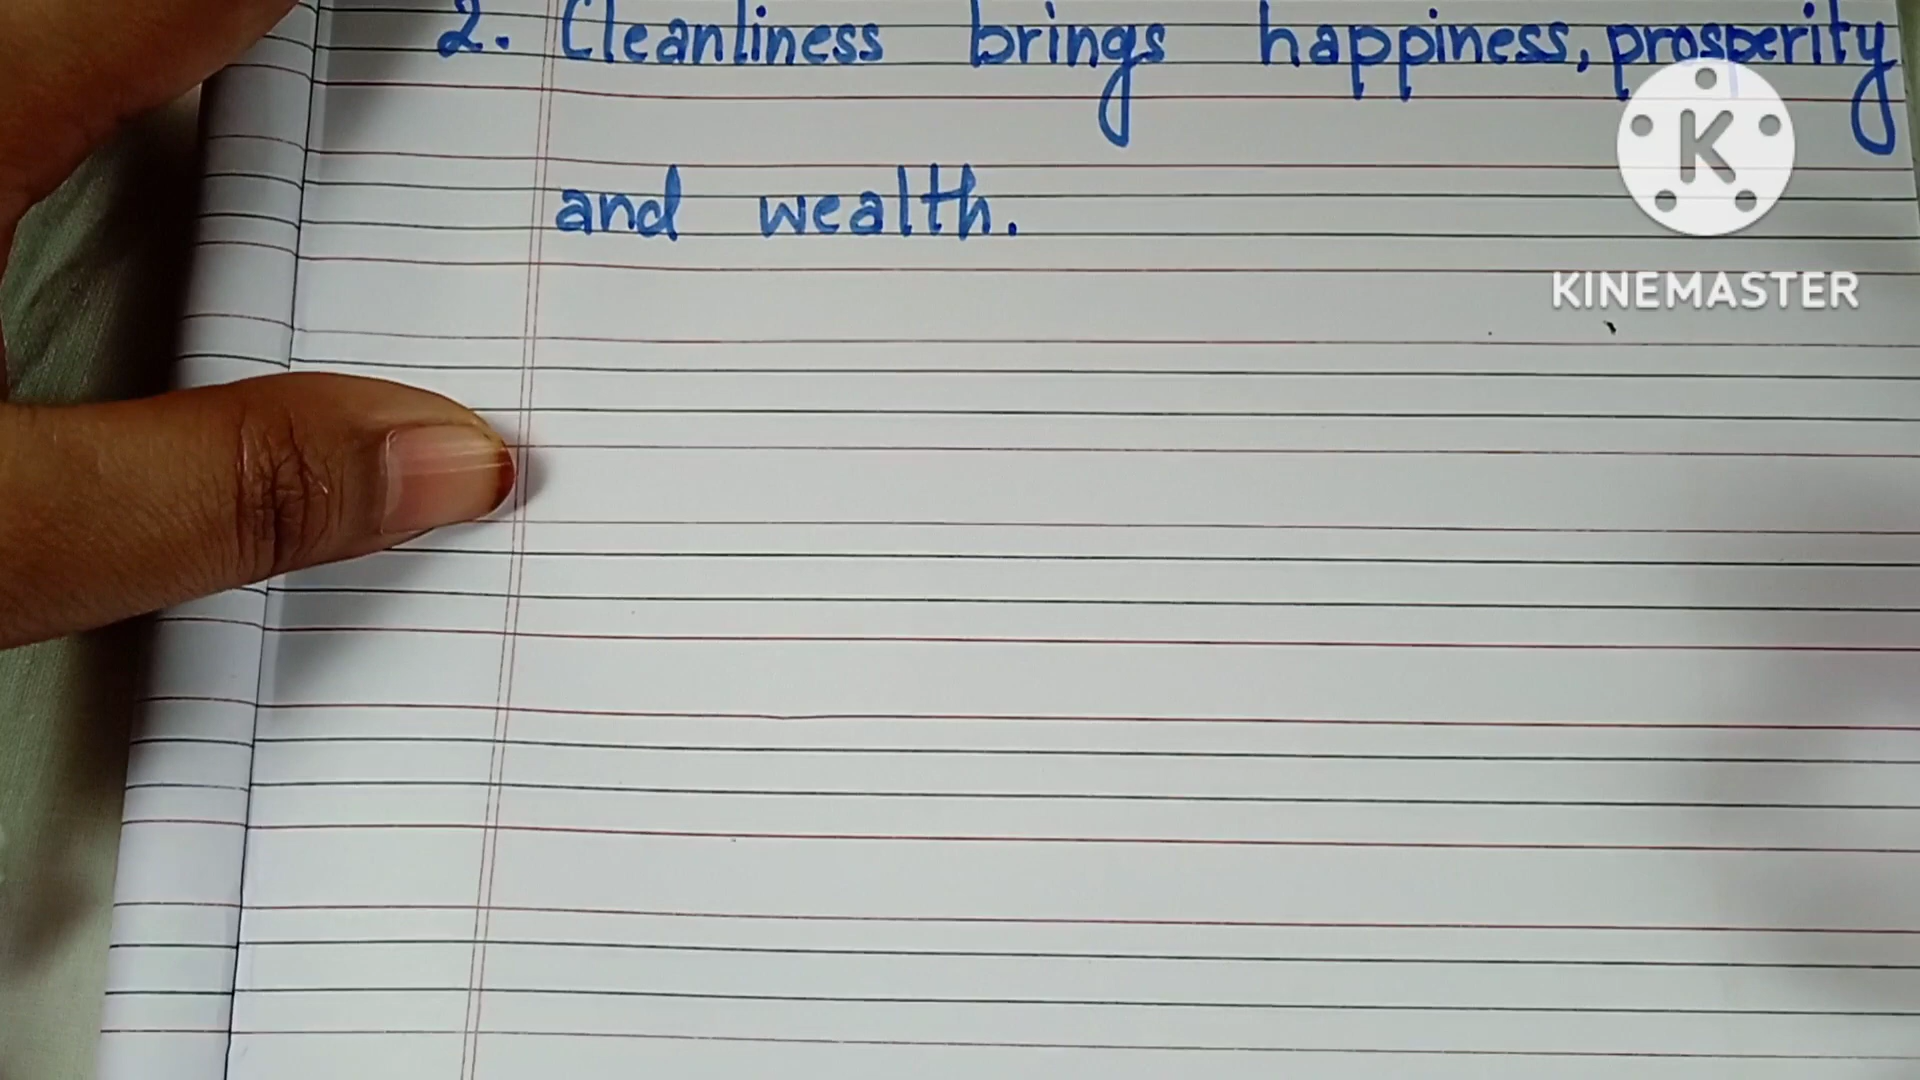 2. Cleanliness brings happiness, prosperity
and wealth.
K
KINEMASTER